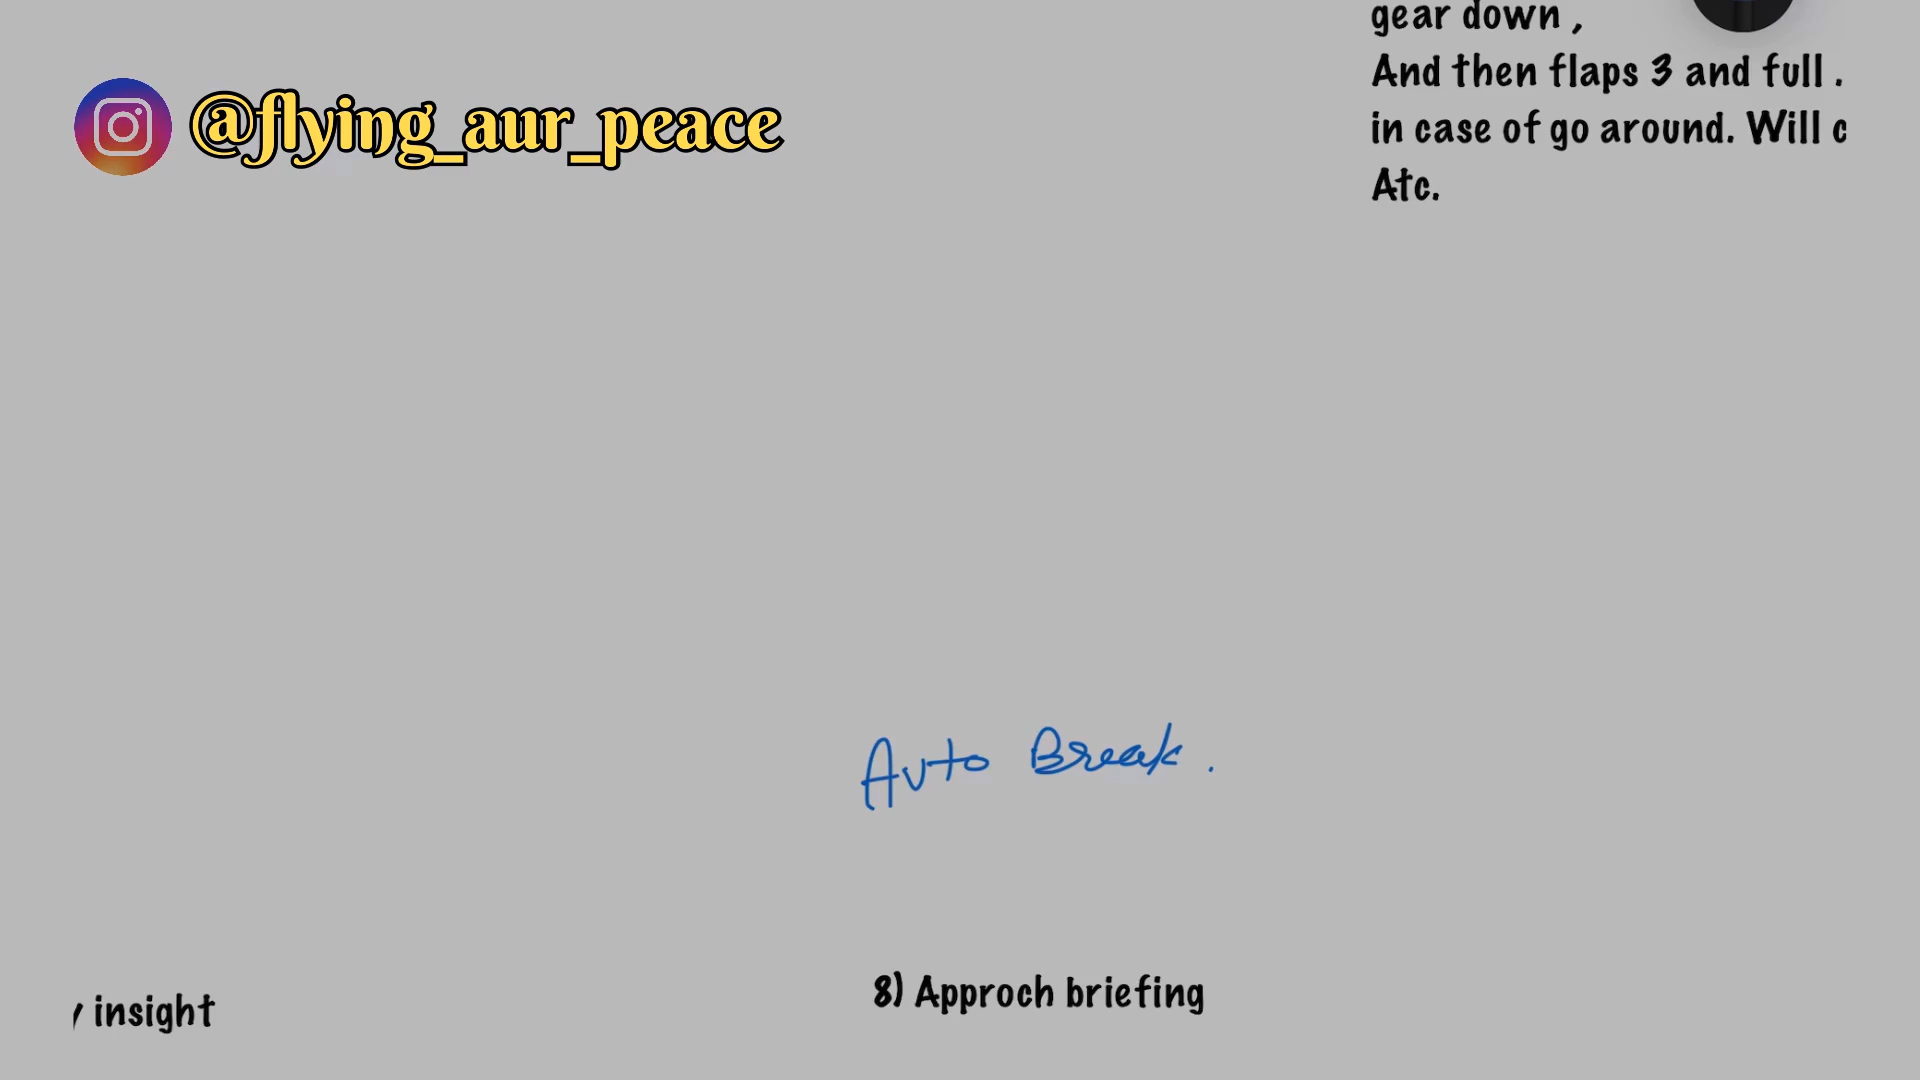 gear down ,
And then flaps 3 and full .
in case of go around. Will c
Atc.
@flying_aur_peace
Auto Break .
8) Approch briefing
insight